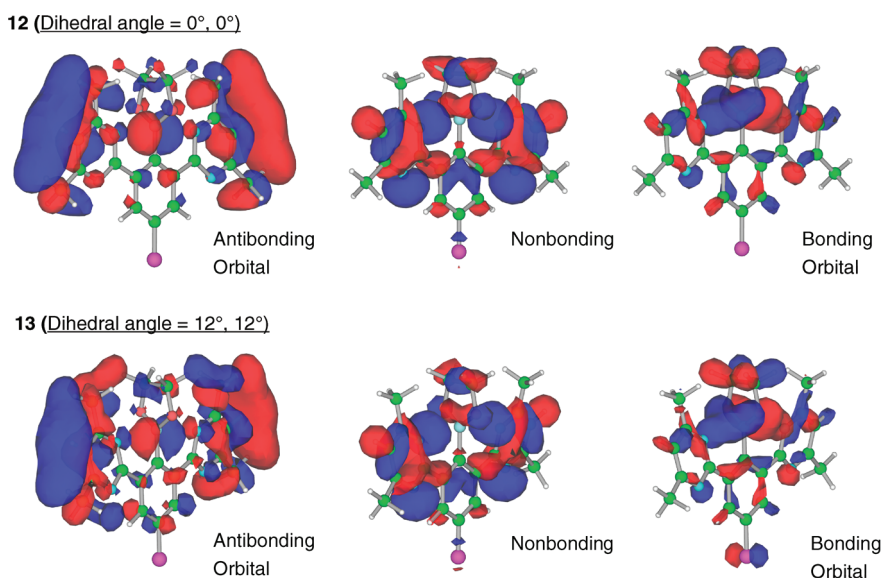 12 (Dihedral angle = 0°, 0°)
Antibonding
Orbital
Nonbonding
Bonding
Orbital
13 (Dihedral angle = 12°, 12°)
Antibonding
Orbital
Nonbonding
Bonding
Orbital